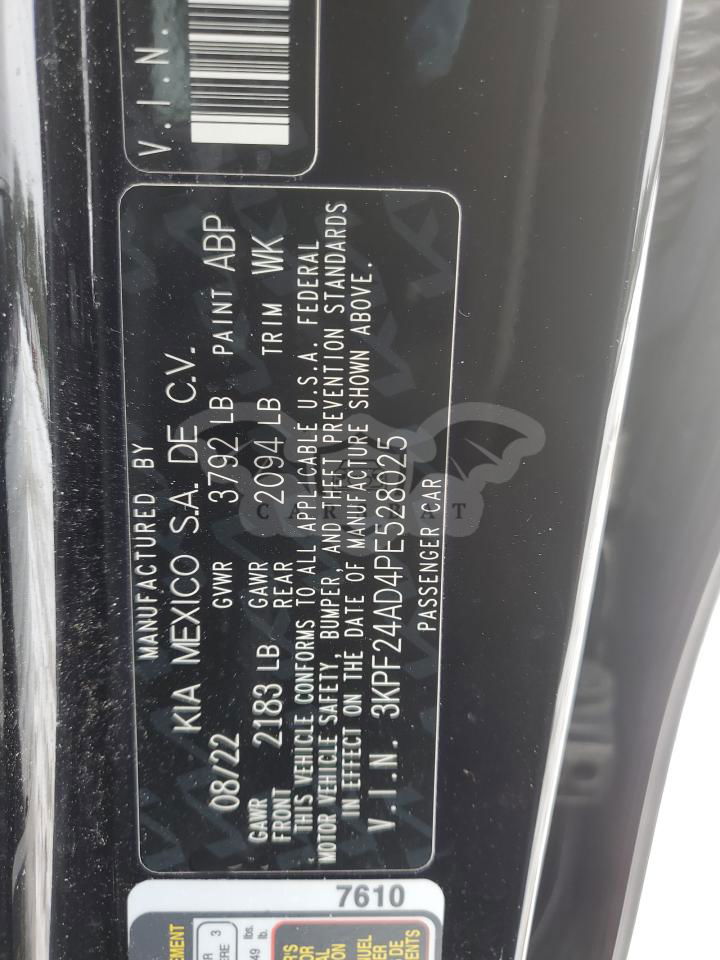 V.I.N.
MANUFACTURED BY
KIA MEXICO S.A. DE C.V.
08/22 GVWR 3792 LB PAINT ABP
GAWR FRONT 2183 LB GAWR REAR 2094 LB TRIM WK
THIS VEHICLE CONFORMS TO ALL APPLICABLE U.S.A. FEDERAL
MOTOR VEHICLE SAFETY, BUMPER, AND THEFT PREVENTION STANDARDS
IN EFFECT ON THE DATE OF MANUFACTURE SHOWN ABOVE.
V.I.N. 3KPF24AD4PE528025
PASSENGER CAR
7610